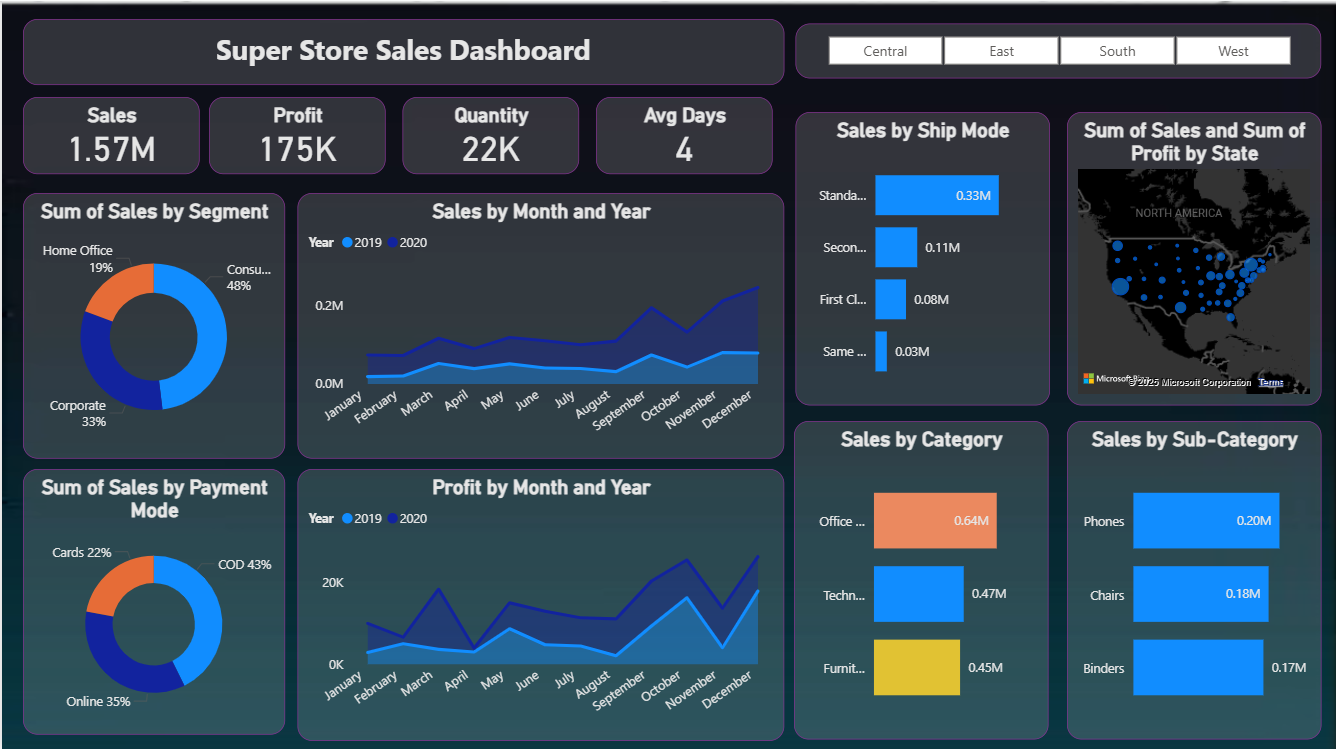 Super Store Sales Dashboard
Central
East
South
West
Sales
1.57M
Profit
175K
Quantity
22K
Avg Days
4
Sum of Sales by Segment
Home Office
19%
Consu...
48%
Corporate
33%
Sales by Month and Year
Year 2019 2020
0.2M
0.0M
January
February
March
April
May
June
July
August
September
October
November
December
Sales by Ship Mode
Standa...
0.33M
Secon...
0.11M
First Cl...
0.08M
Same ...
0.03M
Sum of Sales and Sum of
Profit by State
NORTH AMERICA
Microsoft Bing
© 2025 Microsoft Corporation Terms
Sum of Sales by Payment
Mode
Cards 22%
COD 43%
Online 35%
Profit by Month and Year
Year 2019 2020
20K
0K
January
February
March
April
May
June
July
August
September
October
November
December
Sales by Category
Office ...
0.64M
Techn...
0.47M
Furnit...
0.45M
Sales by Sub-Category
Phones
0.20M
Chairs
0.18M
Binders
0.17M